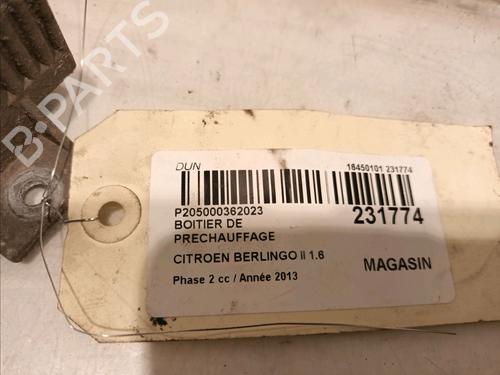 B-PARTS
DUN
16450101 231774
P205000362023
231774
BOITIER DE
PRECHAUFFAGE
CITROEN BERLINGO II 1.6
MAGASIN
Phase 2 cc / Année 2013